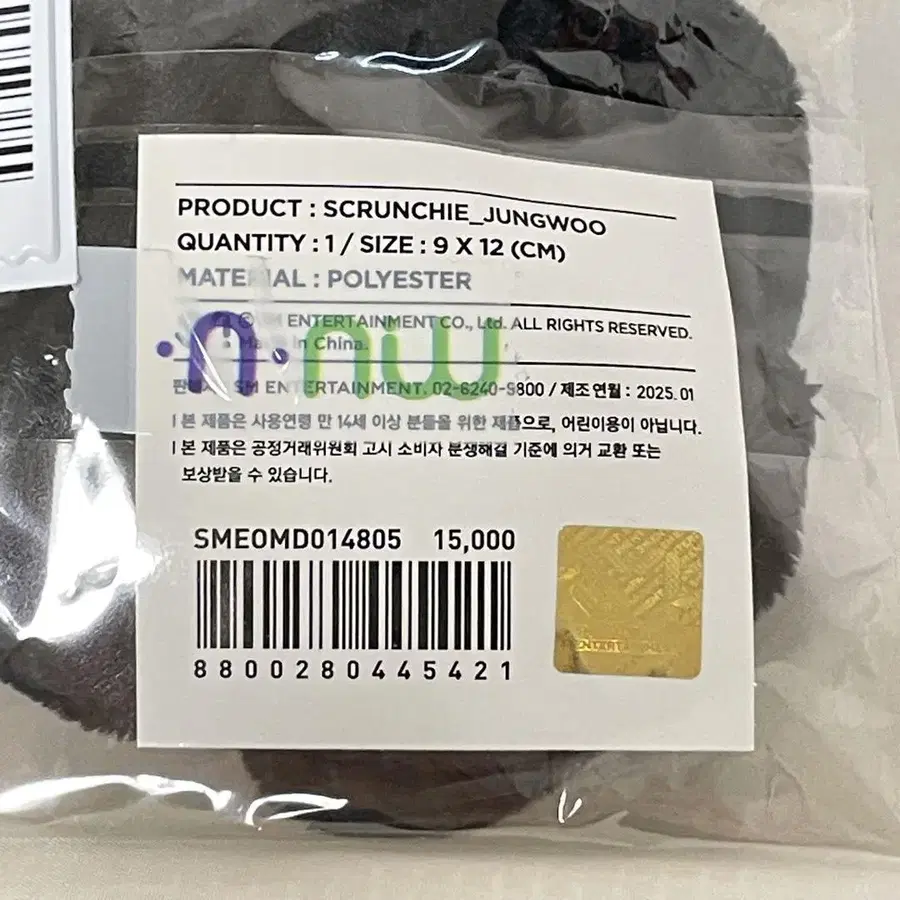 PRODUCT : SCRUNCHIE_JUNGWOO
QUANTITY : 1 / SIZE : 9 X 12 (CM)
MATERIAL : POLYESTER
© SM ENTERTAINMENT CO., Ltd. ALL RIGHTS RESERVED.
Made in China.
판매처 : SM ENTERTAINMENT. 02-6240-9800 / 제조연월 : 2025. 01
l 본 제품은 사용연령 만 14세 이상 분들을 위한 제품으로, 어린이용이 아닙니다.
l 본 제품은 공정거래위원회 고시 소비자 분쟁해결 기준에 의거 교환 또는
보상받을 수 있습니다.
SMEOMD014805 15,000
8800280445421
ENTERTAINMENT